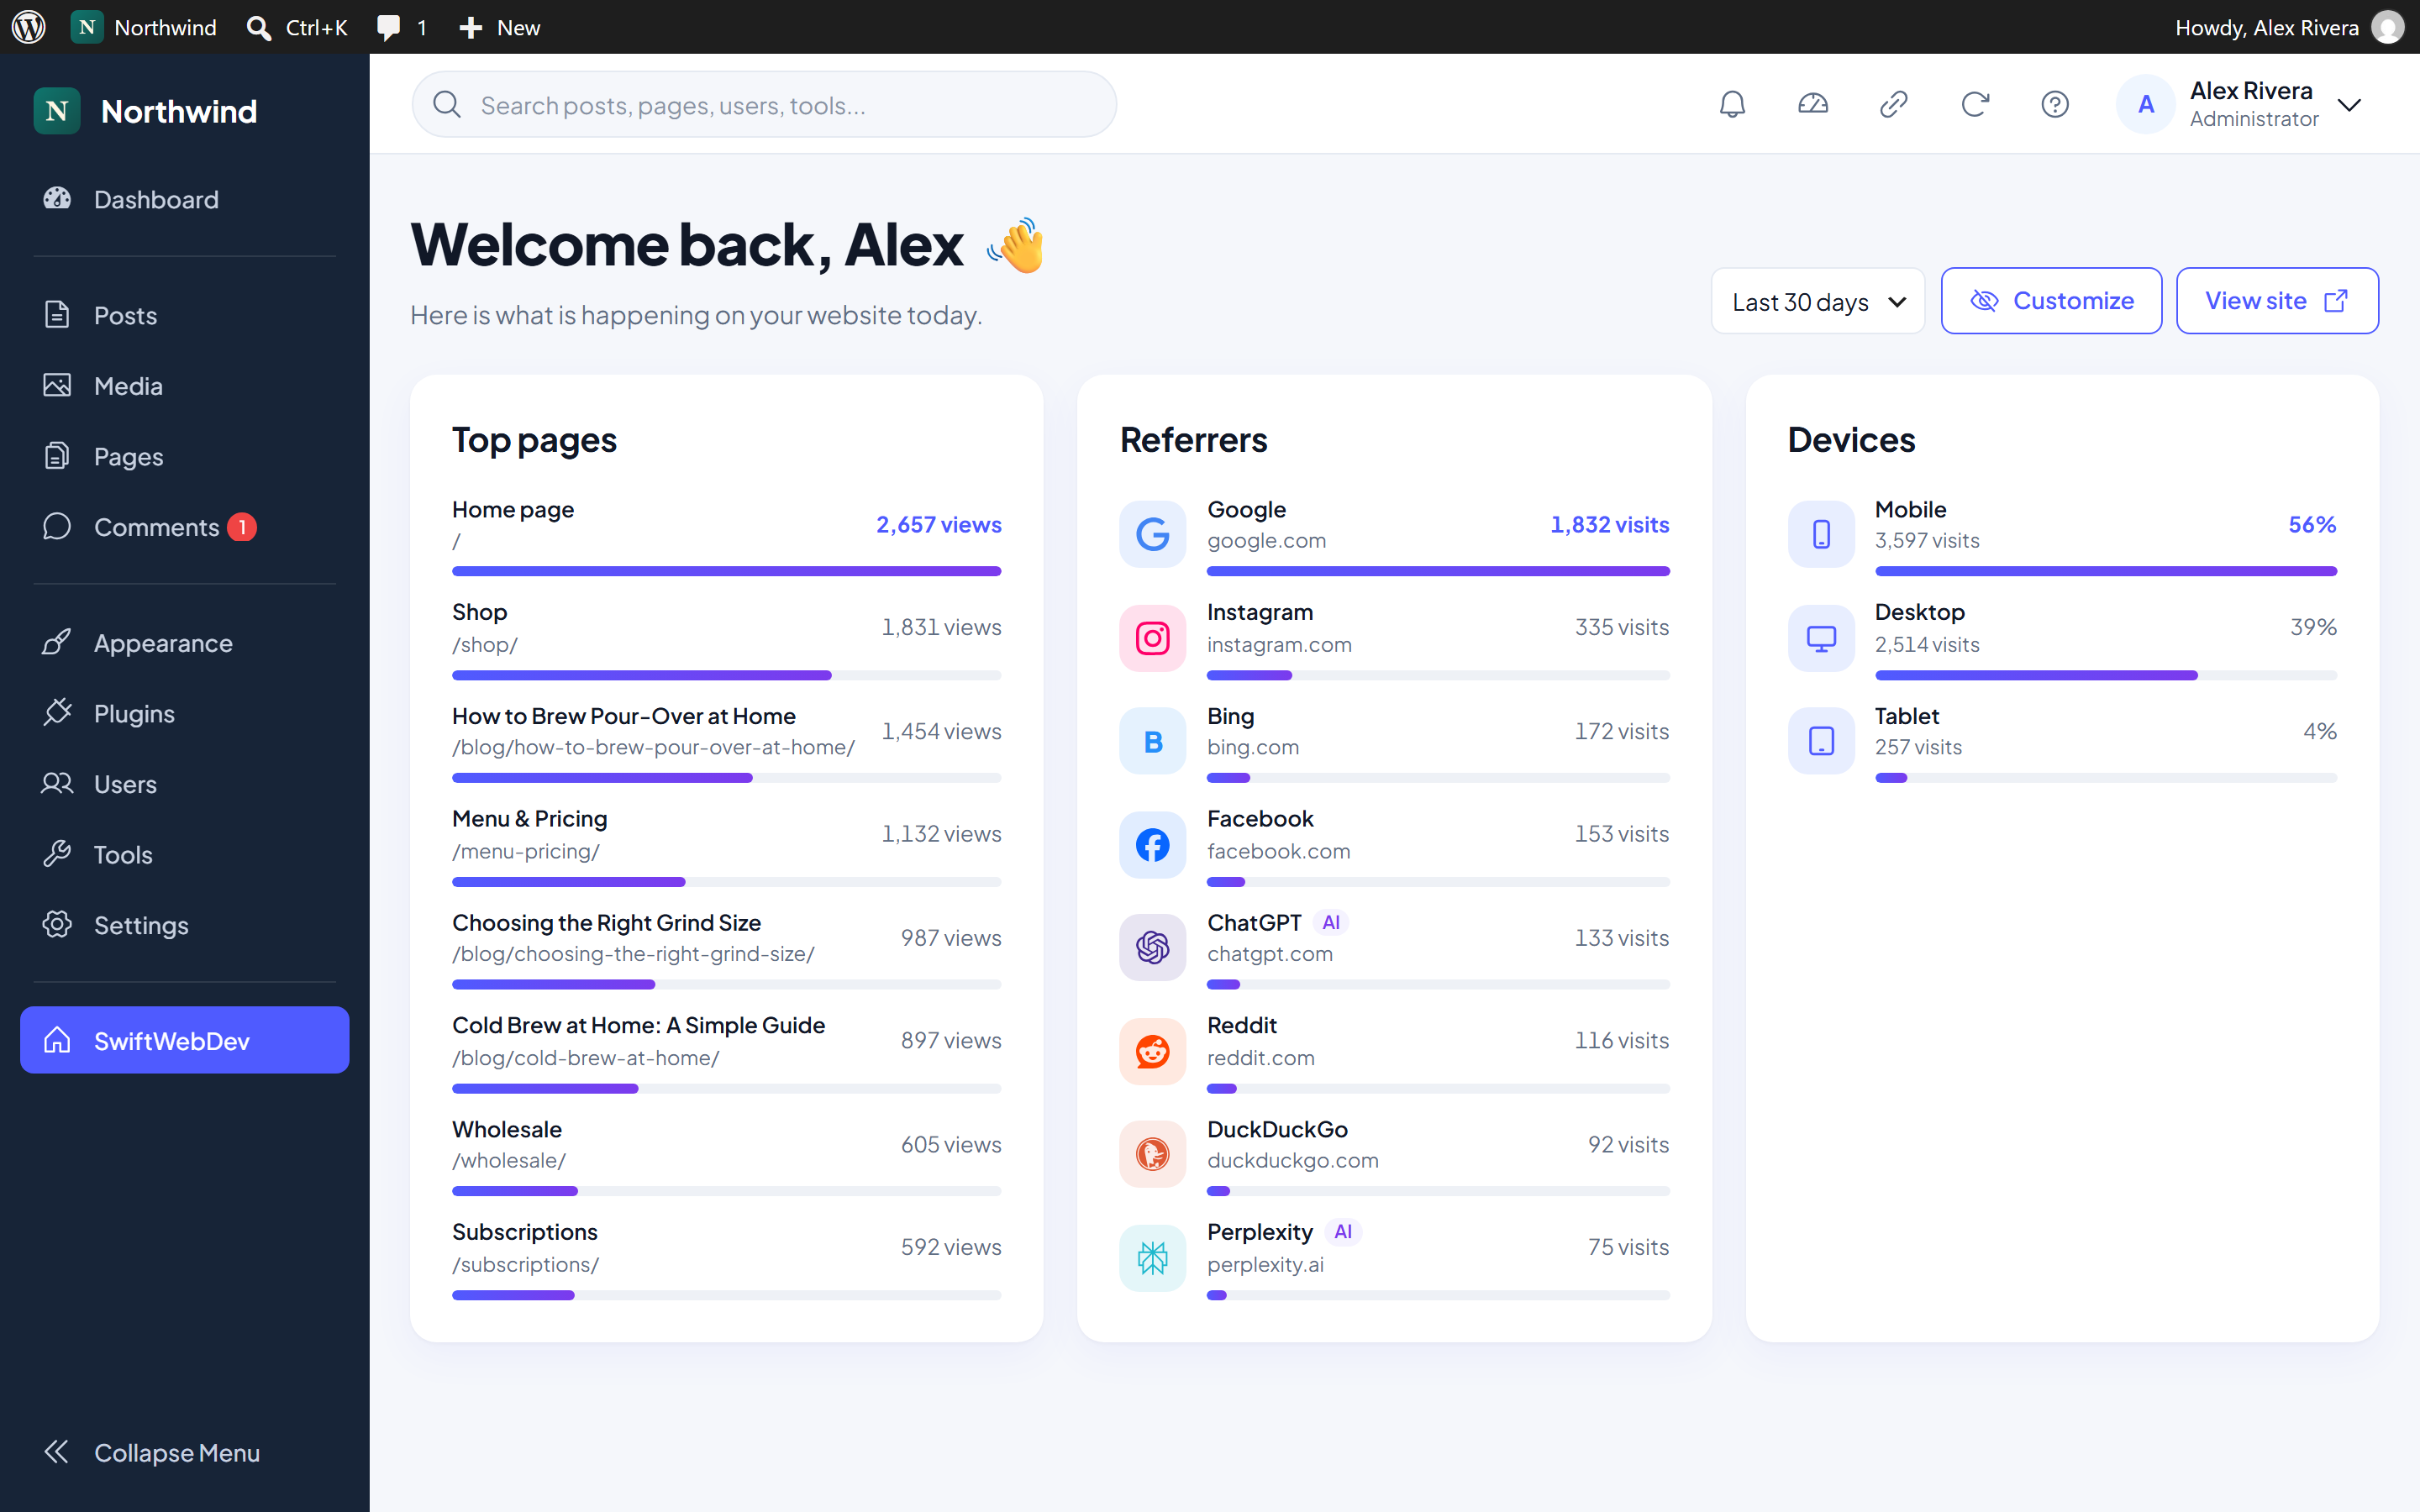 Northwind Ctrl+K 1 New Howdy, Alex Rivera
N Northwind
Dashboard
Posts
Media
Pages
Comments 1
Appearance
Plugins
Users
Tools
Settings
SwiftWebDev
Collapse Menu
Search posts, pages, users, tools...
A
Alex Rivera
Administrator
Welcome back, Alex 👋
Here is what is happening on your website today.
Last 30 days
Customize
View site
Top pages
Home page
/
2,657 views
Shop
/shop/
1,831 views
How to Brew Pour-Over at Home
/blog/how-to-brew-pour-over-at-home/
1,454 views
Menu & Pricing
/menu-pricing/
1,132 views
Choosing the Right Grind Size
/blog/choosing-the-right-grind-size/
987 views
Cold Brew at Home: A Simple Guide
/blog/cold-brew-at-home/
897 views
Wholesale
/wholesale/
605 views
Subscriptions
/subscriptions/
592 views
Referrers
Google
google.com
1,832 visits
Instagram
instagram.com
335 visits
B
Bing
bing.com
172 visits
Facebook
facebook.com
153 visits
ChatGPT AI
chatgpt.com
133 visits
Reddit
reddit.com
116 visits
DuckDuckGo
duckduckgo.com
92 visits
Perplexity AI
perplexity.ai
75 visits
Devices
Mobile
3,597 visits
56%
Desktop
2,514 visits
39%
Tablet
257 visits
4%